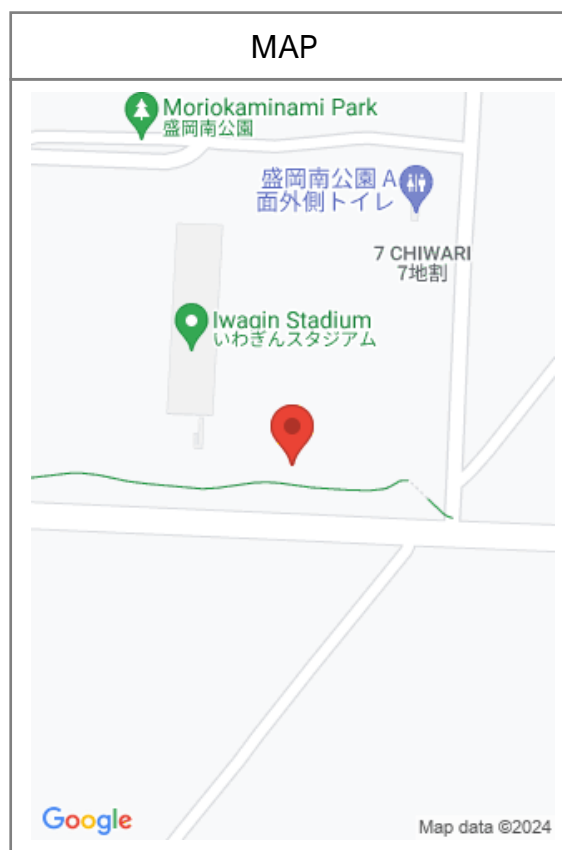 MAP
Moriokaminami Park
盛岡南公園
盛岡南公園 A
面外側トイレ
7 CHIWARI
7地割
Iwagin Stadium
いわぎんスタジアム
Google
Map data ©2024